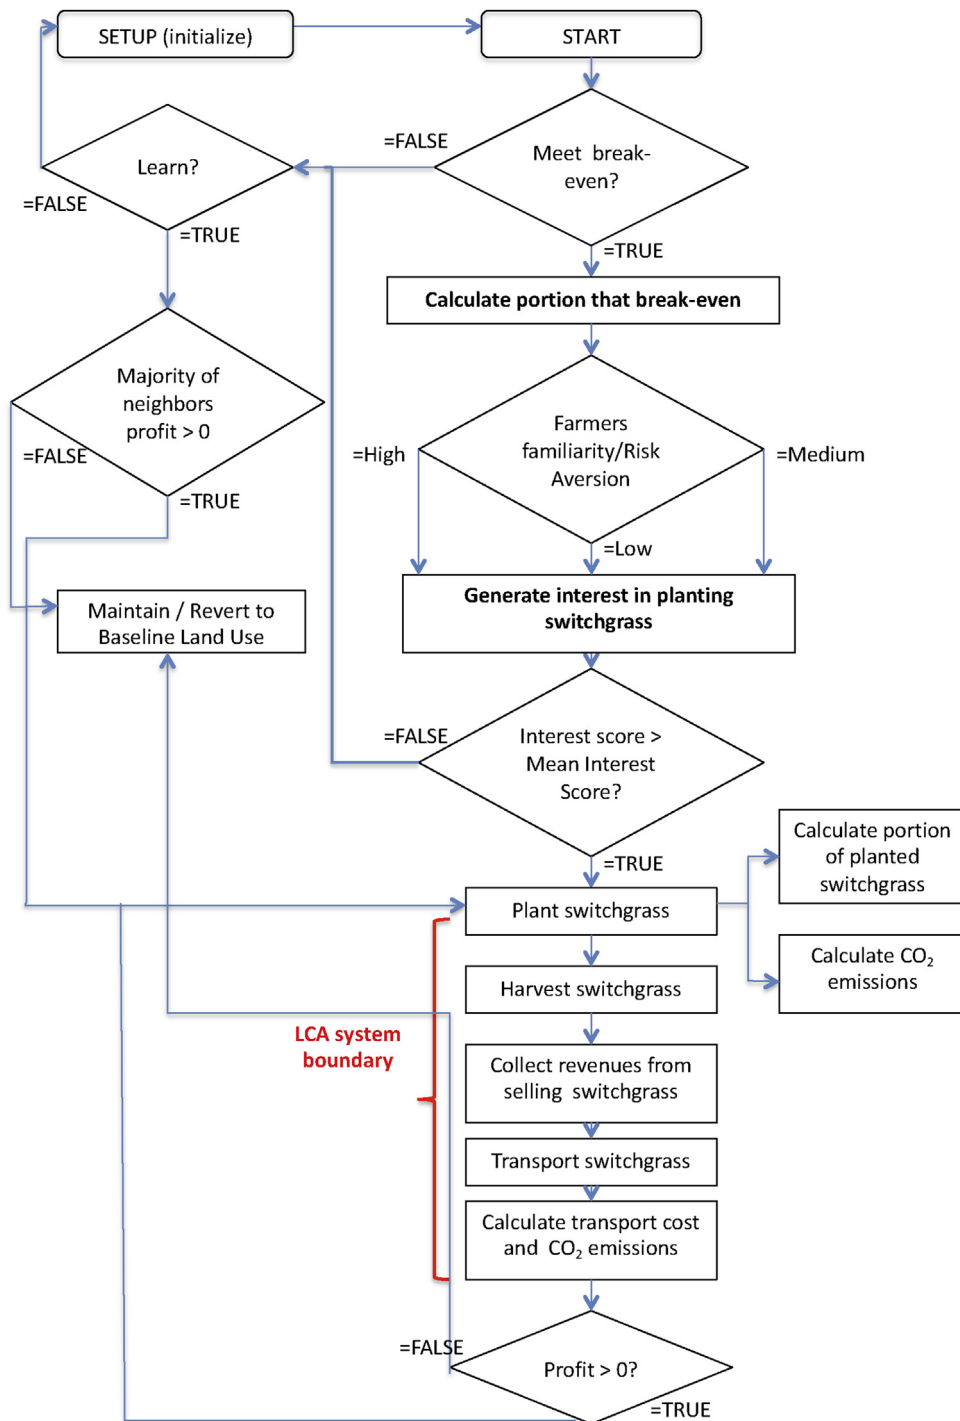 SETUP (initialize)
START
=FALSE
Meet break-
even?
Learn?
=FALSE
=TRUE
=TRUE
Calculate portion that break-even
Majority of
neighbors
profit > 0
=FALSE
=TRUE
Farmers
familiarity/Risk
Aversion
=High
=Medium
=Low
Generate interest in planting
switchgrass
Maintain / Revert to
Baseline Land Use
=FALSE
Interest score >
Mean Interest
Score?
=TRUE
Calculate portion
of planted
switchgrass
Plant switchgrass
Calculate CO₂
emissions
Harvest switchgrass
LCA system
boundary
Collect revenues from
selling switchgrass
Transport switchgrass
Calculate transport cost
and CO₂ emissions
=FALSE
Profit > 0?
=TRUE